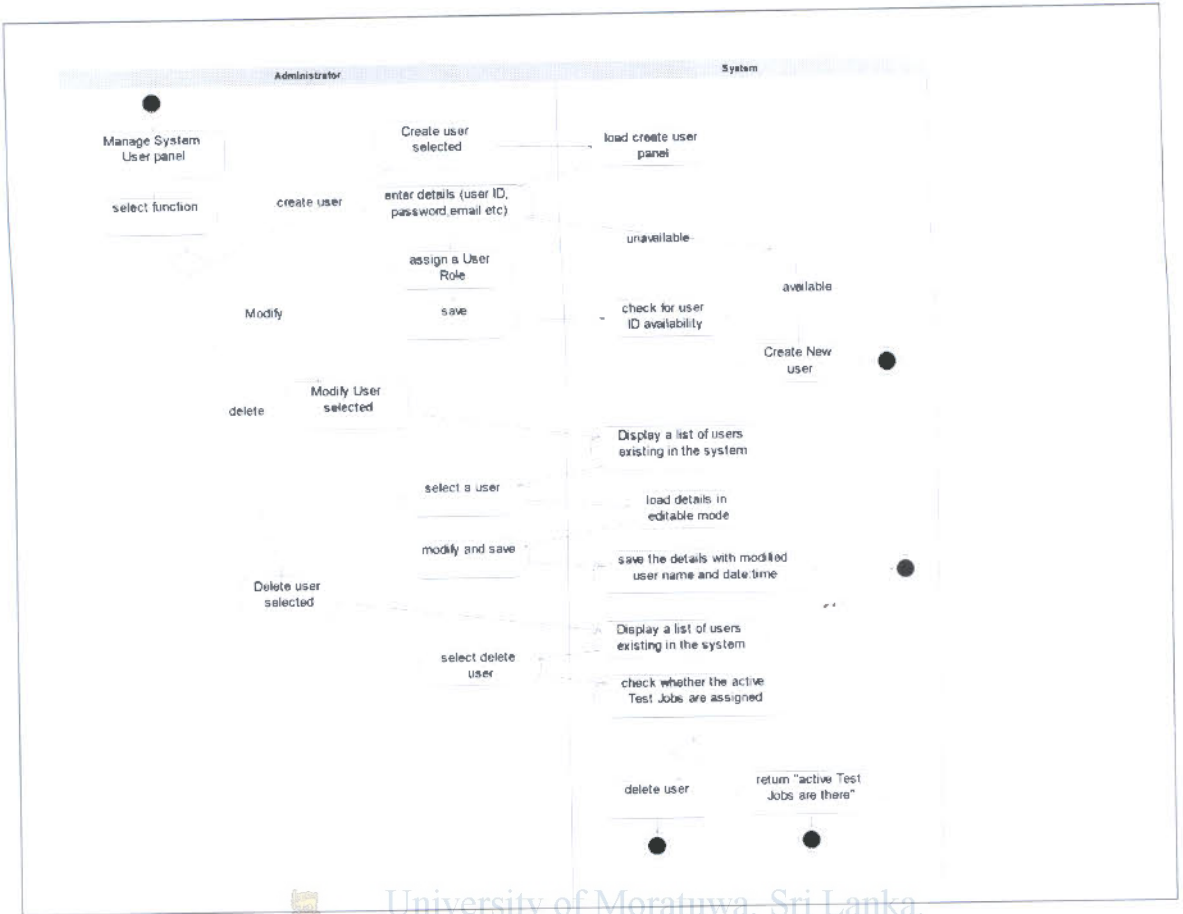 Administrator
System
Manage System
User panel
Create user
selected
load create user
panel
select function
create user
enter details (user ID,
password,email etc)
unavailable
assign a User
Role
available
Modify
save
check for user
ID availability
Create New
user
Modify User
selected
delete
Display a list of users
existing in the system
select a user
load details in
editable mode
modify and save
save the details with modified
user name and date:time
Delete user
selected
Display a list of users
existing in the system
select delete
user
check whether the active
Test Jobs are assigned
delete user
return "active Test
Jobs are there"
University of Moratuwa, Sri Lanka.